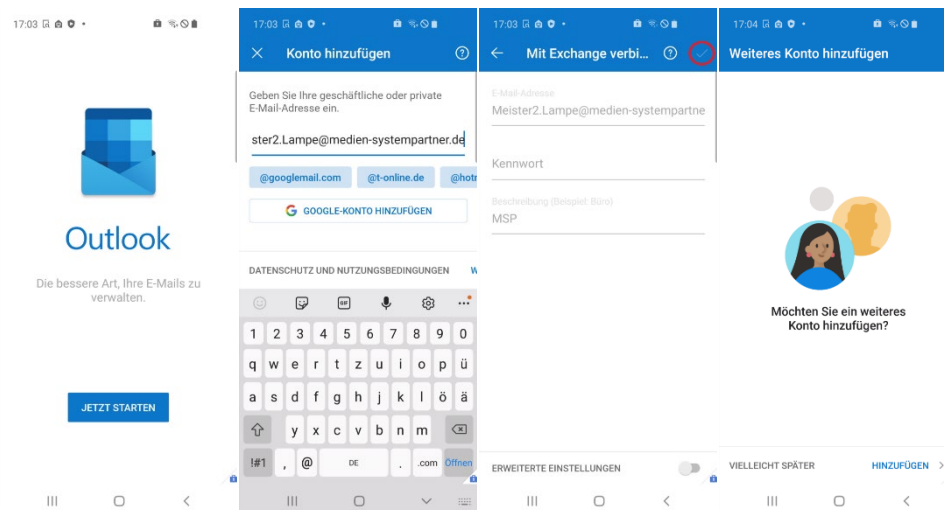 17:03
Outlook
Die bessere Art, Ihre E-Mails zu
verwalten.
JETZT STARTEN
17:03
Konto hinzufügen
Geben Sie Ihre geschäftliche oder private
E-Mail-Adresse ein.
ster2.Lampe@medien-systempartner.de
@googlemail.com @t-online.de @hotr
G GOOGLE-KONTO HINZUFÜGEN
DATENSCHUTZ UND NUTZUNGSBEDINGUNGEN W
GIF
1 2 3 4 5 6 7 8 9 0
q w e r t z u i o p ü
a s d f g h j k l ö ä
y x c v b n m
!#1 , @ DE . .com Öffnen
17:03
Mit Exchange verbi...
E-Mail-Adresse
Meister2.Lampe@medien-systempartne
Kennwort
Beschreibung (Beispiel: Büro)
MSP
ERWEITERTE EINSTELLUNGEN
17:04
Weiteres Konto hinzufügen
Möchten Sie ein weiteres
Konto hinzufügen?
VIELLEICHT SPÄTER HINZUFÜGEN